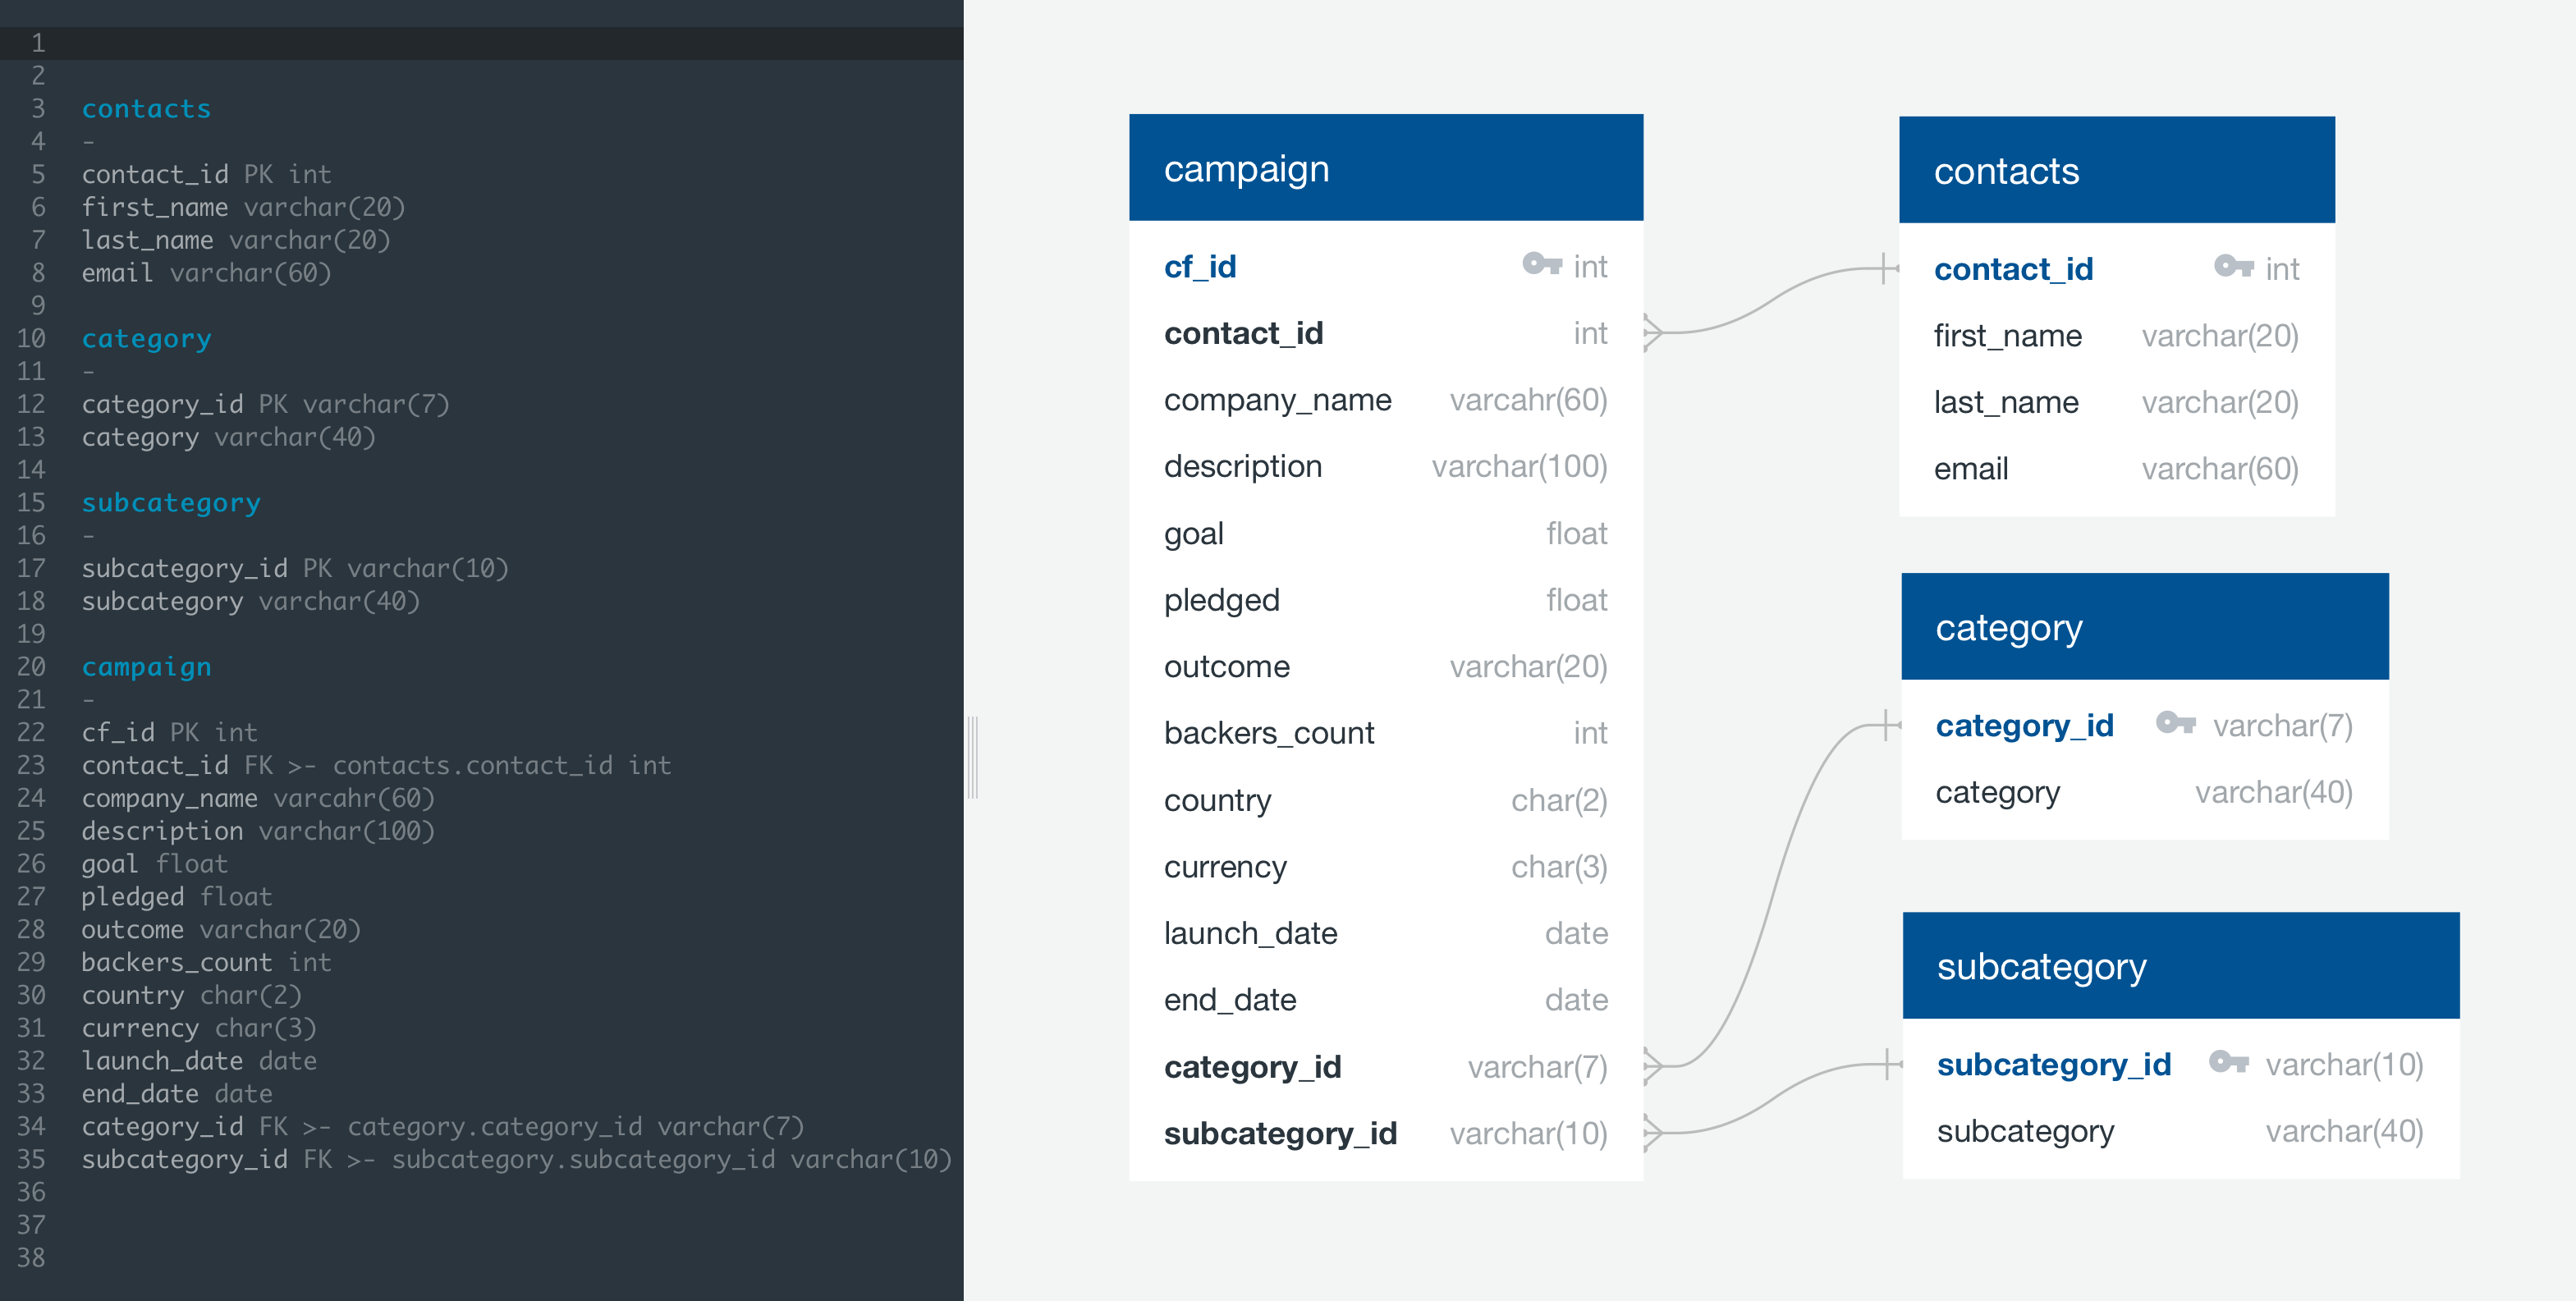 1
2
3 contacts
4 -
5 contact_id PK int
6 first_name varchar(20)
7 last_name varchar(20)
8 email varchar(60)
9
10 category
11 -
12 category_id PK varchar(7)
13 category varchar(40)
14
15 subcategory
16 -
17 subcategory_id PK varchar(10)
18 subcategory varchar(40)
19
20 campaign
21 -
22 cf_id PK int
23 contact_id FK >- contacts.contact_id int
24 company_name varcahr(60)
25 description varchar(100)
26 goal float
27 pledged float
28 outcome varchar(20)
29 backers_count int
30 country char(2)
31 currency char(3)
32 launch_date date
33 end_date date
34 category_id FK >- category.category_id varchar(7)
35 subcategory_id FK >- subcategory.subcategory_id varchar(10)
36
37
38
campaign
cf_id int
contact_id int
company_name varcahr(60)
description varchar(100)
goal float
pledged float
outcome varchar(20)
backers_count int
country char(2)
currency char(3)
launch_date date
end_date date
category_id varchar(7)
subcategory_id varchar(10)
contacts
contact_id int
first_name varchar(20)
last_name varchar(20)
email varchar(60)
category
category_id varchar(7)
category varchar(40)
subcategory
subcategory_id varchar(10)
subcategory varchar(40)